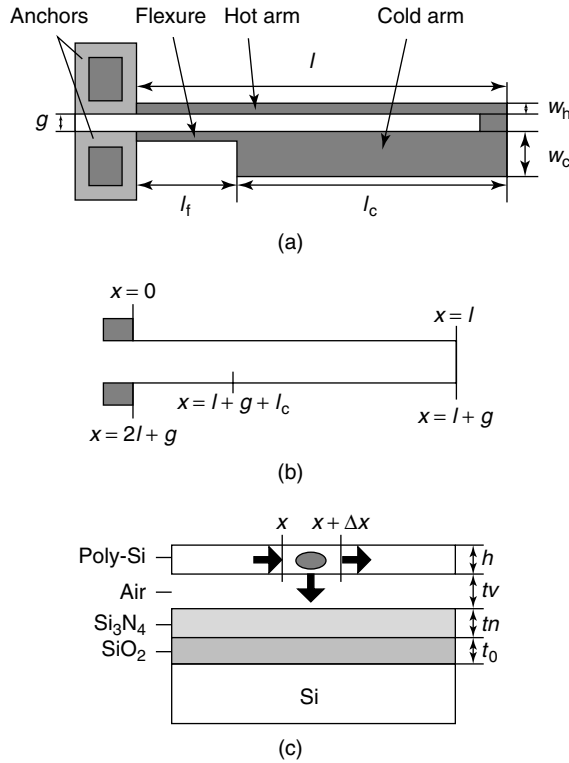 Anchors Flexure Hot arm Cold arm
l
g
wh
wc
lf lc
(a)
x = 0
x = l
x = l + g + lc
x = 2l + g
x = l + g
(b)
x x + Δx
Poly-Si h
Air tv
Si3N4 tn
SiO2 t0
Si
(c)